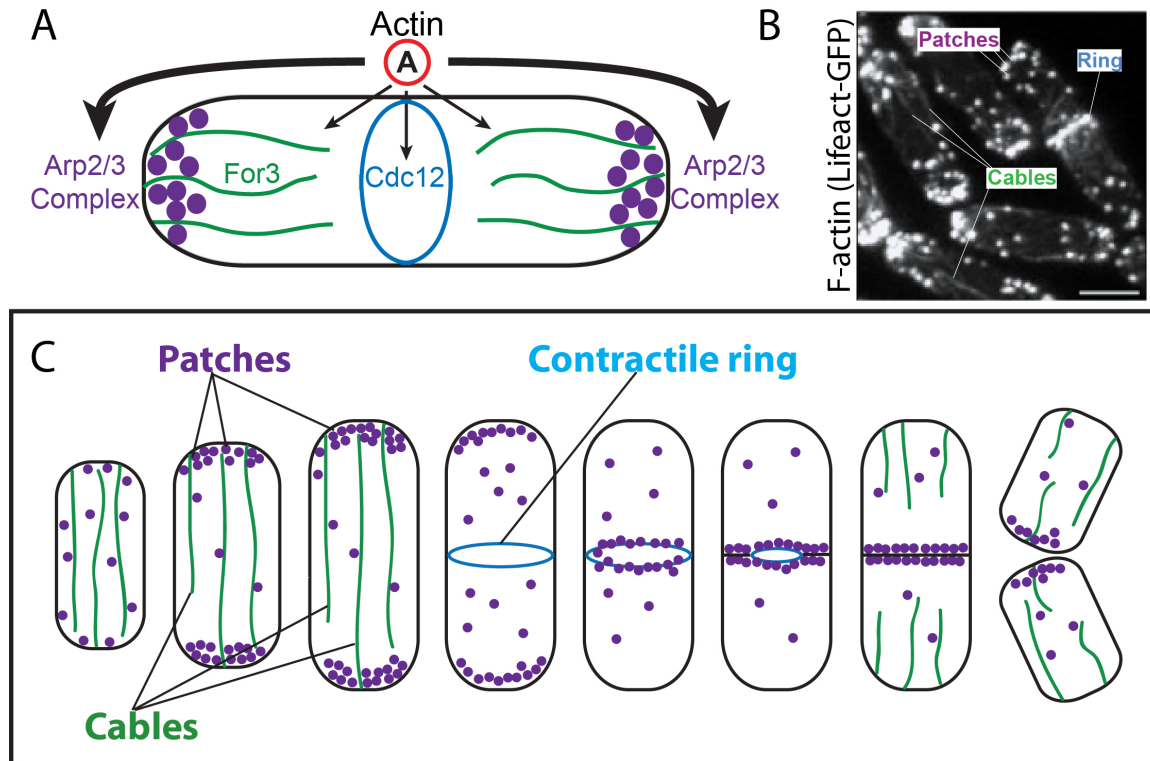 A
Actin
A
Arp2/3
Complex
For3
Cdc12
Arp2/3
Complex
B
F-actin (Lifeact-GFP)
Patches
Ring
Cables
C
Patches
Contractile ring
Cables